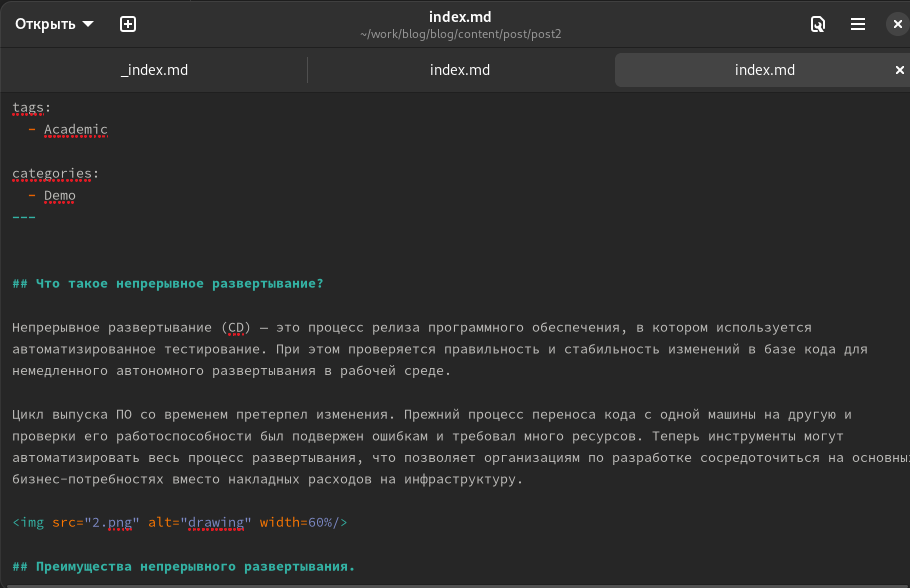 Открыть
index.md
~/work/blog/blog/content/post/post2
_index.md
index.md
index.md
tags:
- Academic
categories:
- Demo
---
## Что такое непрерывное развертывание?
Непрерывное развертывание (CD) — это процесс релиза программного обеспечения, в котором используется
автоматизированное тестирование. При этом проверяется правильность и стабильность изменений в базе кода для
немедленного автономного развертывания в рабочей среде.
Цикл выпуска ПО со временем претерпел изменения. Прежний процесс переноса кода с одной машины на другую и
проверки его работоспособности был подвержен ошибкам и требовал много ресурсов. Теперь инструменты могут
автоматизировать весь процесс развертывания, что позволяет организациям по разработке сосредоточиться на основных
бизнес-потребностях вместо накладных расходов на инфраструктуру.
<img src="2.png" alt="drawing" width=60%/>
## Преимущества непрерывного развертывания.